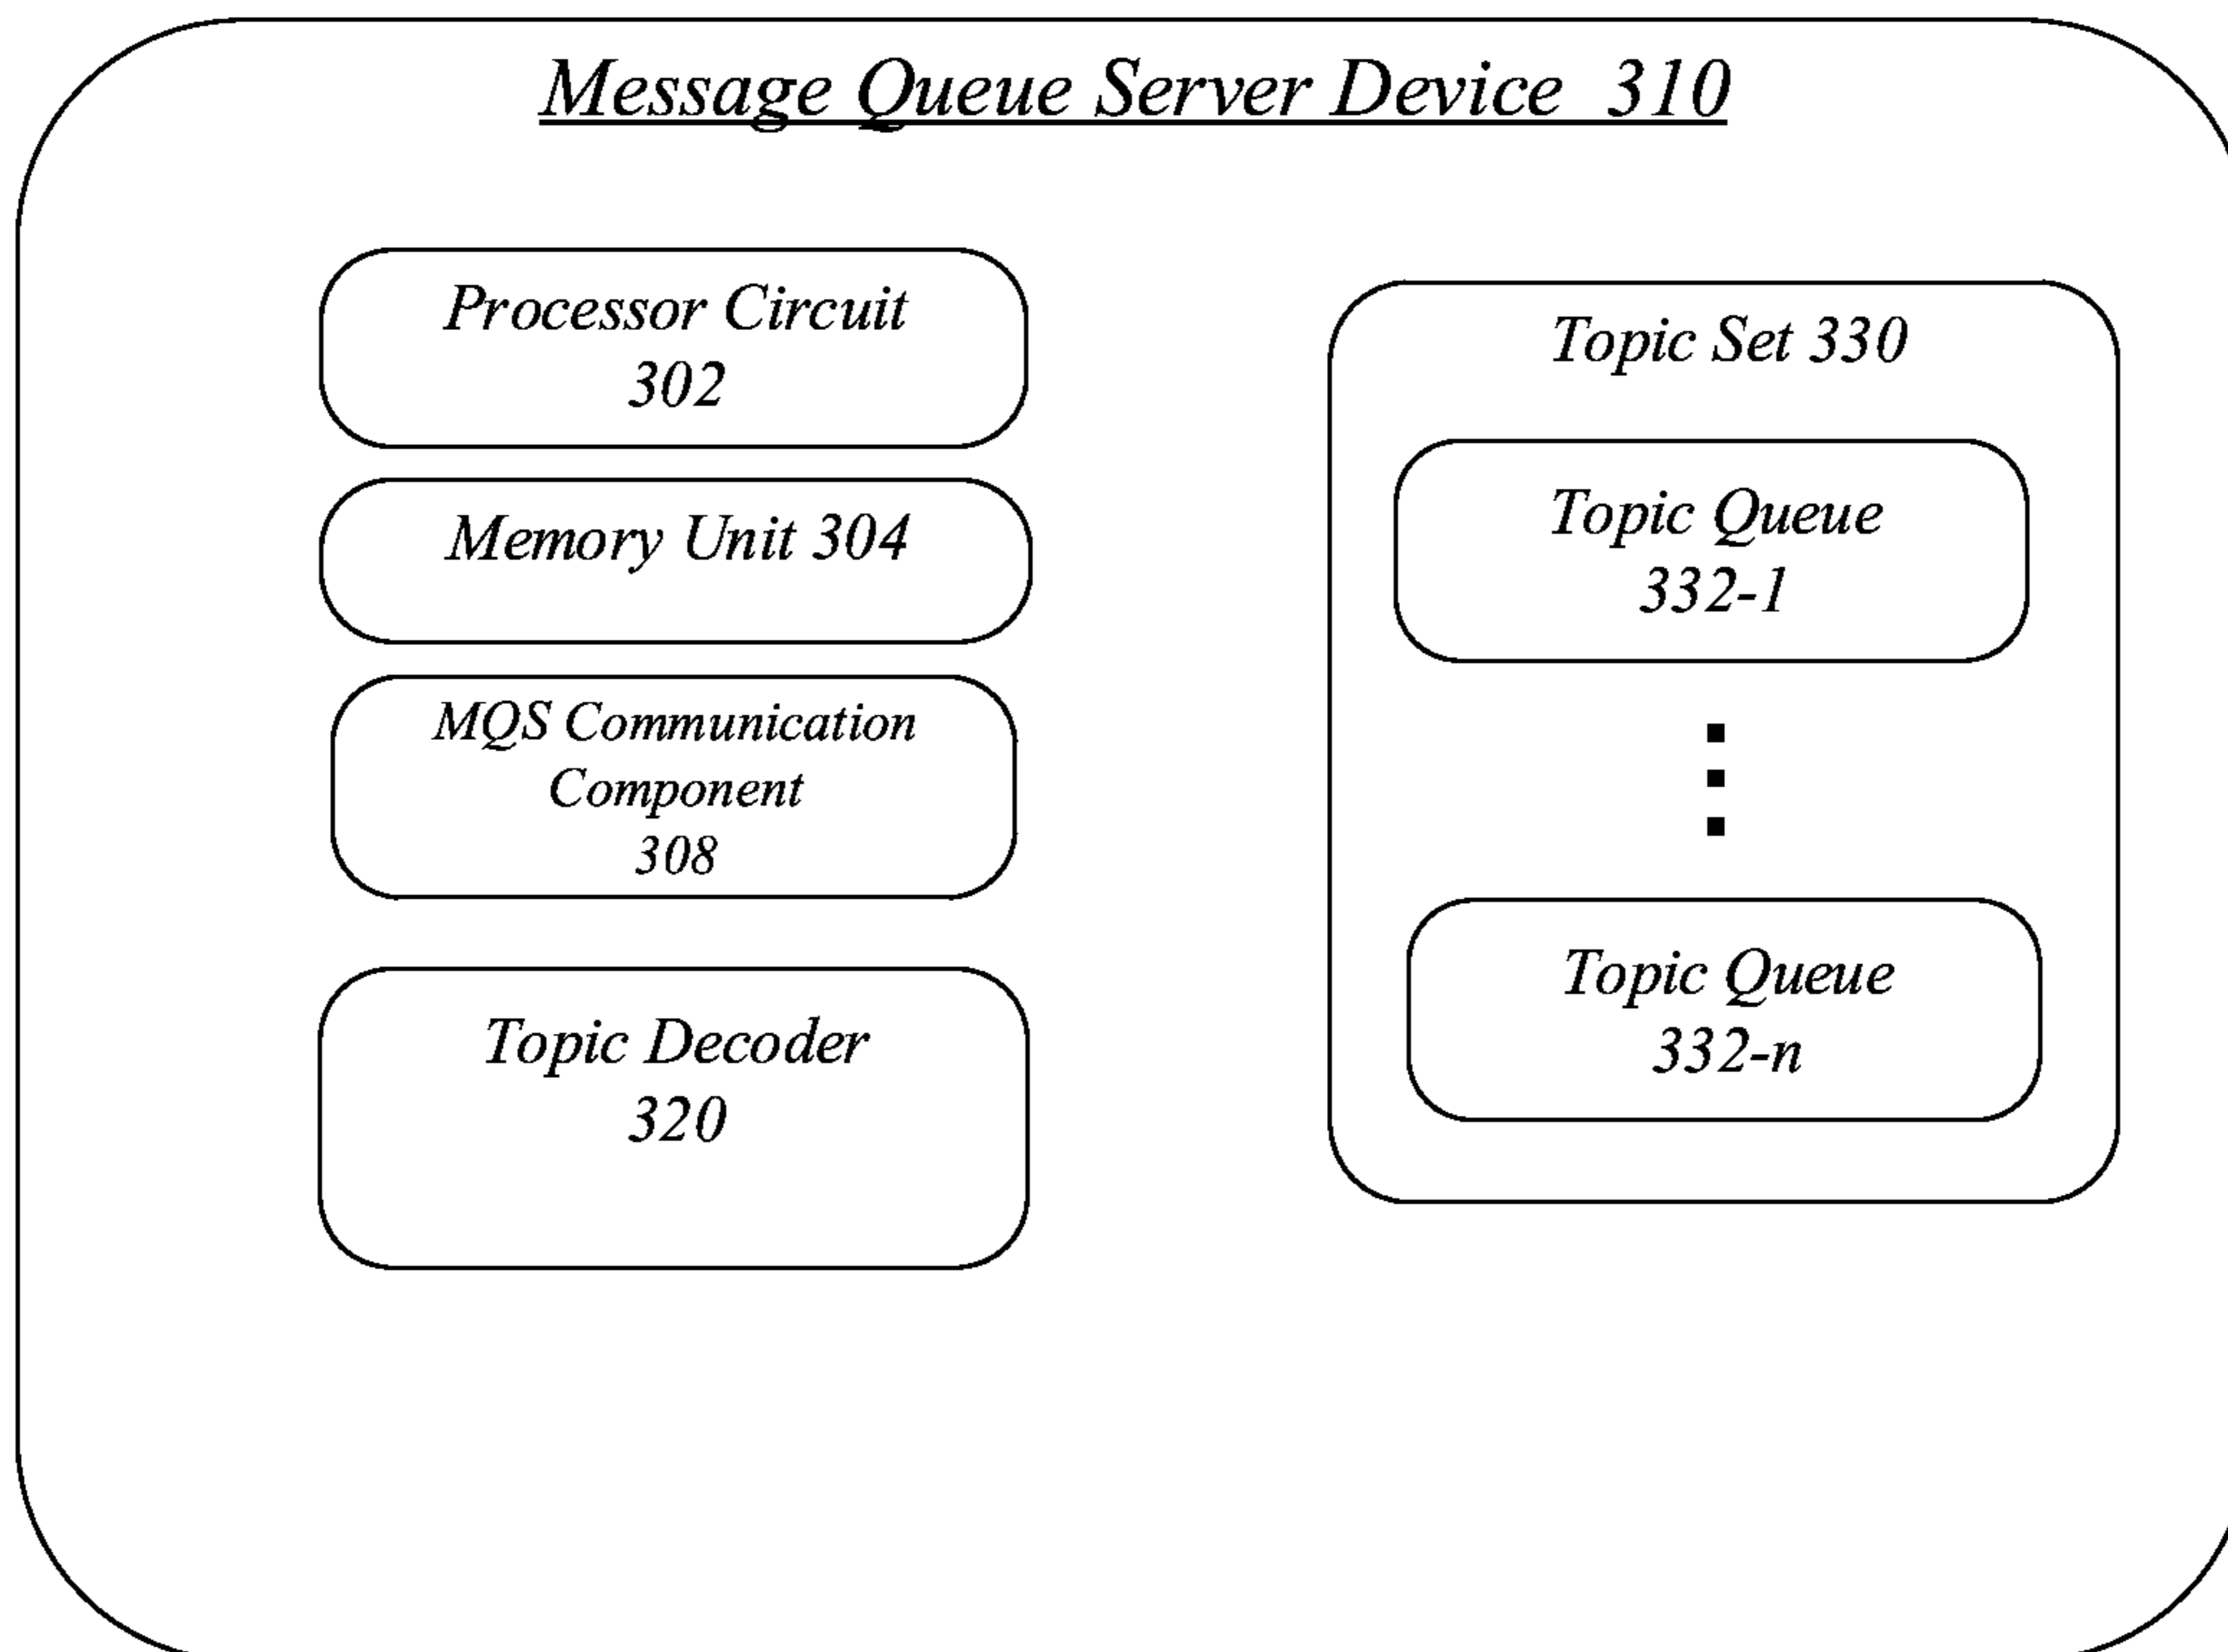 Message Queue Server Device 310
Processor Circuit
302
Memory Unit 304
MQS Communication
Component
308
Topic Decoder
320
Topic Set 330
Topic Queue
332-1
Topic Queue
332-n